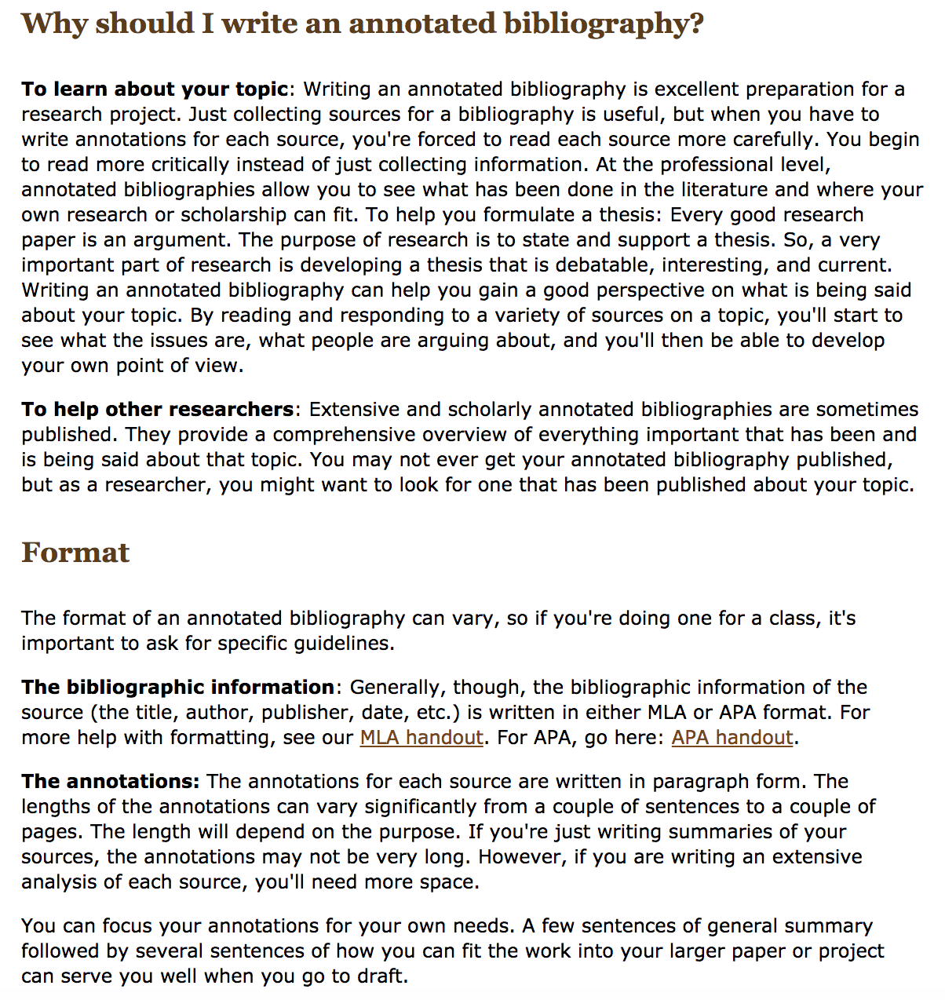 Why should I write an annotated bibliography?
To learn about your topic: Writing an annotated bibliography is excellent preparation for a
research project. Just collecting sources for a bibliography is useful, but when you have to
write annotations for each source, you're forced to read each source more carefully. You begin
to read more critically instead of just collecting information. At the professional level,
annotated bibliographies allow you to see what has been done in the literature and where your
own research or scholarship can fit. To help you formulate a thesis: Every good research
paper is an argument. The purpose of research is to state and support a thesis. So, a very
important part of research is developing a thesis that is debatable, interesting, and current.
Writing an annotated bibliography can help you gain a good perspective on what is being said
about your topic. By reading and responding to a variety of sources on a topic, you'll start to
see what the issues are, what people are arguing about, and you'll then be able to develop
your own point of view.
To help other researchers: Extensive and scholarly annotated bibliographies are sometimes
published. They provide a comprehensive overview of everything important that has been and
is being said about that topic. You may not ever get your annotated bibliography published,
but as a researcher, you might want to look for one that has been published about your topic.
Format
The format of an annotated bibliography can vary, so if you're doing one for a class, it's
important to ask for specific guidelines.
The bibliographic information: Generally, though, the bibliographic information of the
source (the title, author, publisher, date, etc.) is written in either MLA or APA format. For
more help with formatting, see our MLA handout. For APA, go here: APA handout.
The annotations: The annotations for each source are written in paragraph form. The
lengths of the annotations can vary significantly from a couple of sentences to a couple of
pages. The length will depend on the purpose. If you're just writing summaries of your
sources, the annotations may not be very long. However, if you are writing an extensive
analysis of each source, you'll need more space.
You can focus your annotations for your own needs. A few sentences of general summary
followed by several sentences of how you can fit the work into your larger paper or project
can serve you well when you go to draft.